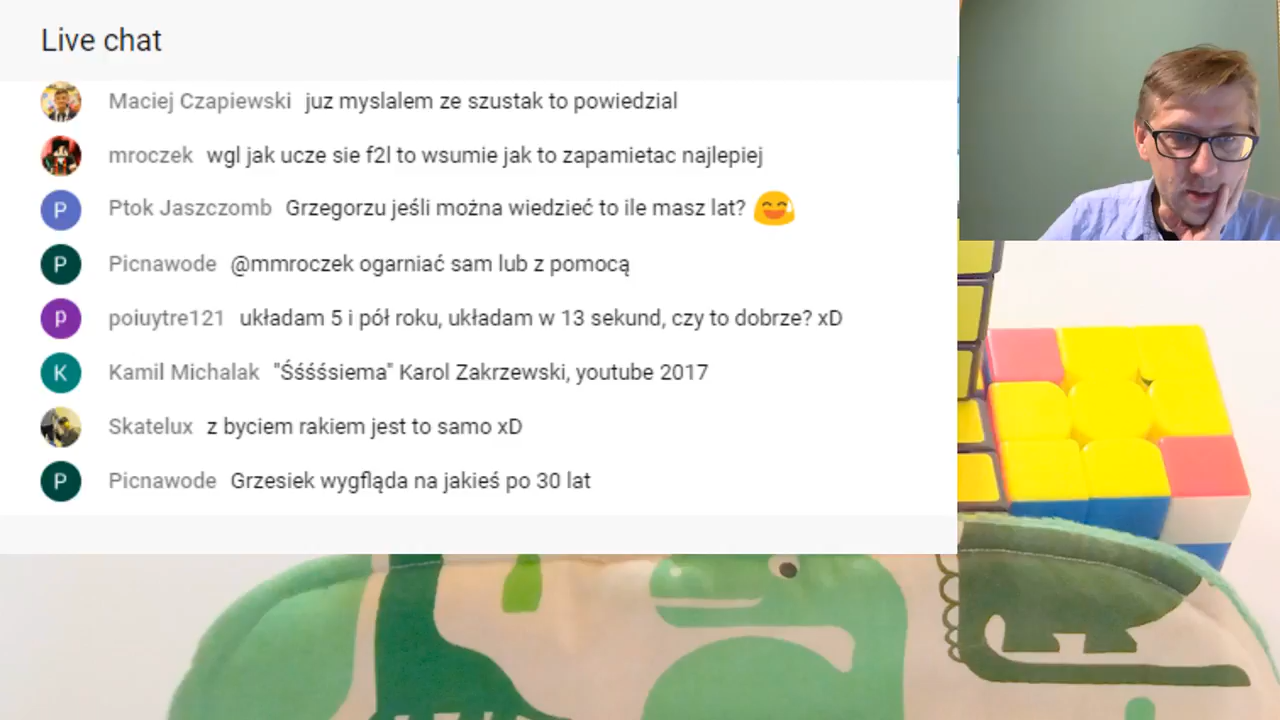 Live chat
Maciej Czapiewski juz myslalem ze szustak to powiedzial
mroczek wgl jak ucze sie f2l to wsumie jak to zapamietac najlepiej
P Ptok Jaszczomb Grzegorzu jeśli można wiedzieć to ile masz lat? 😅
P Picnawode @mmroczek ogarniać sam lub z pomocą
p poiuytre121 układam 5 i pół roku, układam w 13 sekund, czy to dobrze? xD
K Kamil Michalak "Śśśśsiema" Karol Zakrzewski, youtube 2017
Skatelux z byciem rakiem jest to samo xD
P Picnawode Grzesiek wygfląda na jakieś po 30 lat